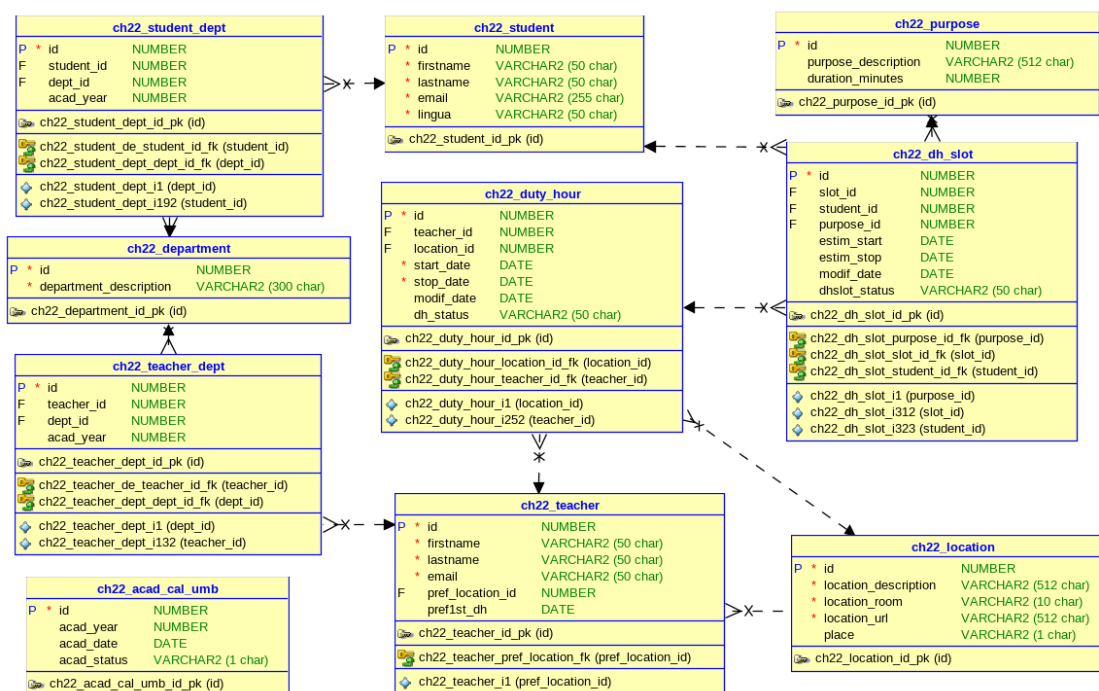 ch22_student_dept
P * id NUMBER
F student_id NUMBER
F dept_id NUMBER
acad_year NUMBER
ch22_student_dept_id_pk (id)
ch22_student_de_student_id_fk (student_id)
ch22_student_dept_dept_id_fk (dept_id)
ch22_student_dept_i1 (dept_id)
ch22_student_dept_i192 (student_id)
ch22_student
P * id NUMBER
* firstname VARCHAR2 (50 char)
* lastname VARCHAR2 (50 char)
* email VARCHAR2 (255 char)
* lingua VARCHAR2 (50 char)
ch22_student_id_pk (id)
ch22_purpose
P * id NUMBER
purpose_description VARCHAR2 (512 char)
duration_minutes NUMBER
ch22_purpose_id_pk (id)
ch22_dh_slot
P * id NUMBER
F slot_id NUMBER
F student_id NUMBER
F purpose_id NUMBER
estim_start DATE
estim_stop DATE
modif_date DATE
dhslot_status VARCHAR2 (50 char)
ch22_dh_slot_id_pk (id)
ch22_dh_slot_purpose_id_fk (purpose_id)
ch22_dh_slot_slot_id_fk (slot_id)
ch22_dh_slot_student_id_fk (student_id)
ch22_dh_slot_i1 (purpose_id)
ch22_dh_slot_i312 (slot_id)
ch22_dh_slot_i323 (student_id)
ch22_duty_hour
P * id NUMBER
F teacher_id NUMBER
F location_id NUMBER
* start_date DATE
* stop_date DATE
modif_date DATE
dh_status VARCHAR2 (50 char)
ch22_duty_hour_id_pk (id)
ch22_duty_hour_location_id_fk (location_id)
ch22_duty_hour_teacher_id_fk (teacher_id)
ch22_duty_hour_i1 (location_id)
ch22_duty_hour_i252 (teacher_id)
ch22_department
P * id NUMBER
* department_description VARCHAR2 (300 char)
ch22_department_id_pk (id)
ch22_teacher_dept
P * id NUMBER
F teacher_id NUMBER
F dept_id NUMBER
acad_year NUMBER
ch22_teacher_dept_id_pk (id)
ch22_teacher_de_teacher_id_fk (teacher_id)
ch22_teacher_dept_dept_id_fk (dept_id)
ch22_teacher_dept_i1 (dept_id)
ch22_teacher_dept_i132 (teacher_id)
ch22_teacher
P * id NUMBER
* firstname VARCHAR2 (50 char)
* lastname VARCHAR2 (50 char)
* email VARCHAR2 (50 char)
F pref_location_id NUMBER
pref1st_dh DATE
ch22_teacher_id_pk (id)
ch22_teacher_pref_location_fk (pref_location_id)
ch22_teacher_i1 (pref_location_id)
ch22_location
P * id NUMBER
* location_description VARCHAR2 (512 char)
* location_room VARCHAR2 (10 char)
* location_url VARCHAR2 (512 char)
place VARCHAR2 (1 char)
ch22_location_id_pk (id)
ch22_acad_cal_umb
P * id NUMBER
acad_year NUMBER
acad_date DATE
acad_status VARCHAR2 (1 char)
ch22_acad_cal_umb_id_pk (id)